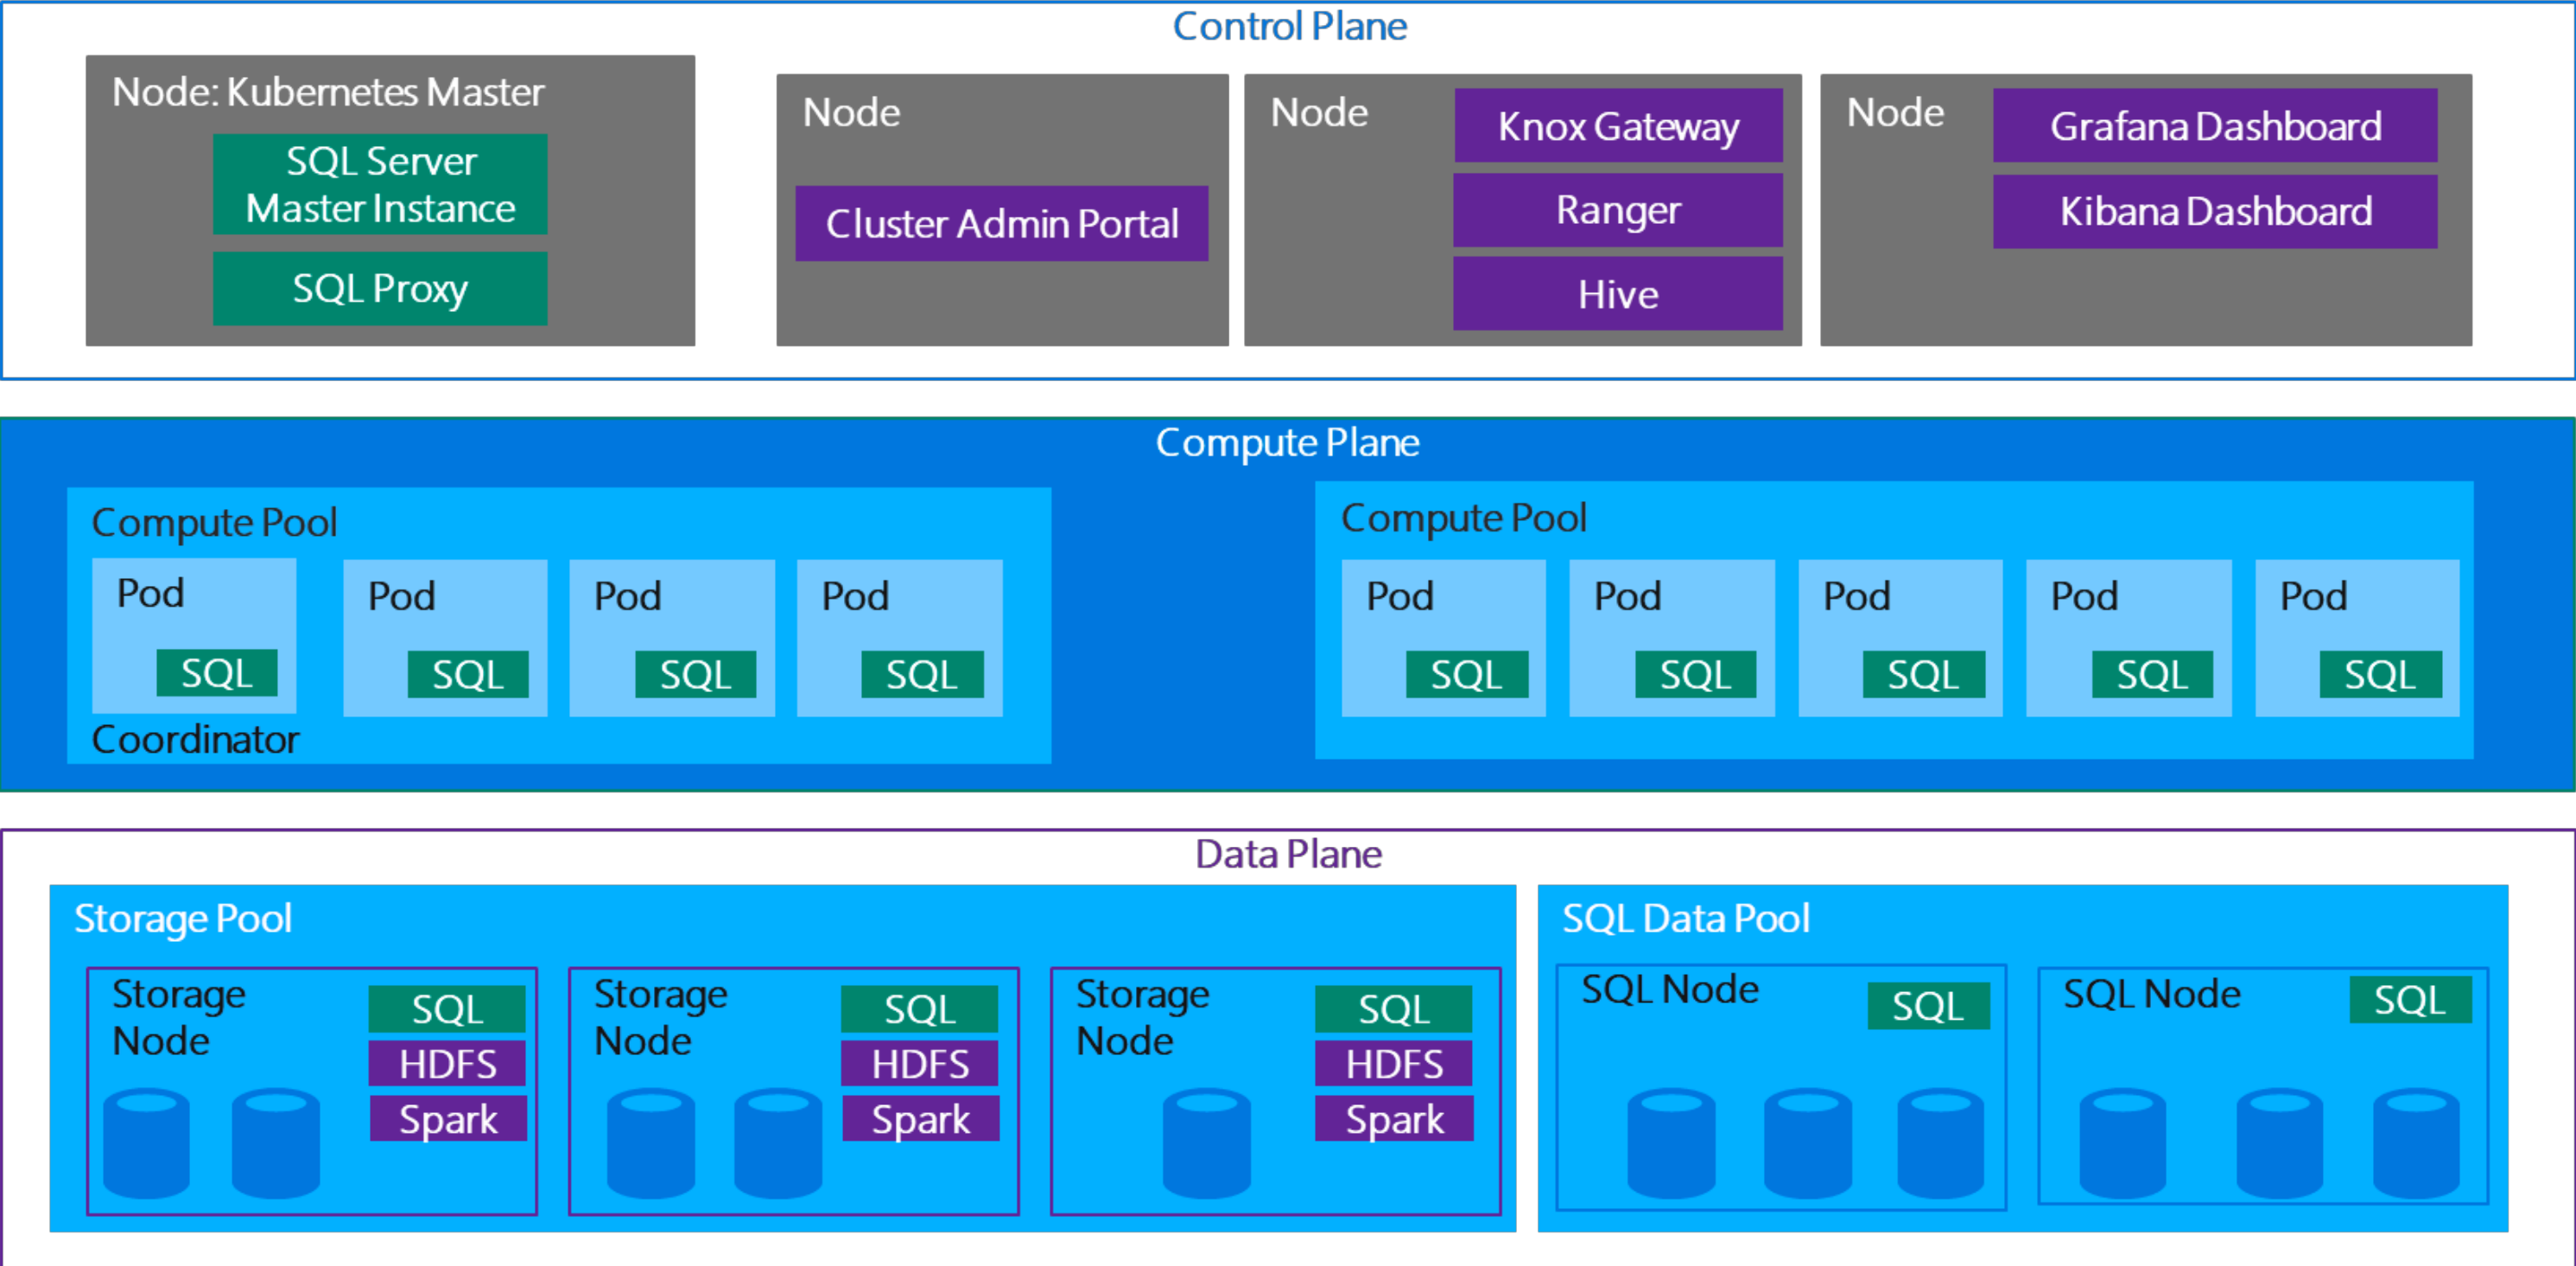 Control Plane
Node: Kubernetes Master
SQL Server
Master Instance
SQL Proxy
Node
Cluster Admin Portal
Node
Knox Gateway
Ranger
Hive
Node
Grafana Dashboard
Kibana Dashboard
Compute Plane
Compute Pool
Pod
SQL
Coordinator
Pod
SQL
Pod
SQL
Pod
SQL
Compute Pool
Pod
SQL
Pod
SQL
Pod
SQL
Pod
SQL
Pod
SQL
Data Plane
Storage Pool
Storage
Node
SQL
HDFS
Spark
Storage
Node
SQL
HDFS
Spark
Storage
Node
SQL
HDFS
Spark
SQL Data Pool
SQL Node
SQL
SQL Node
SQL